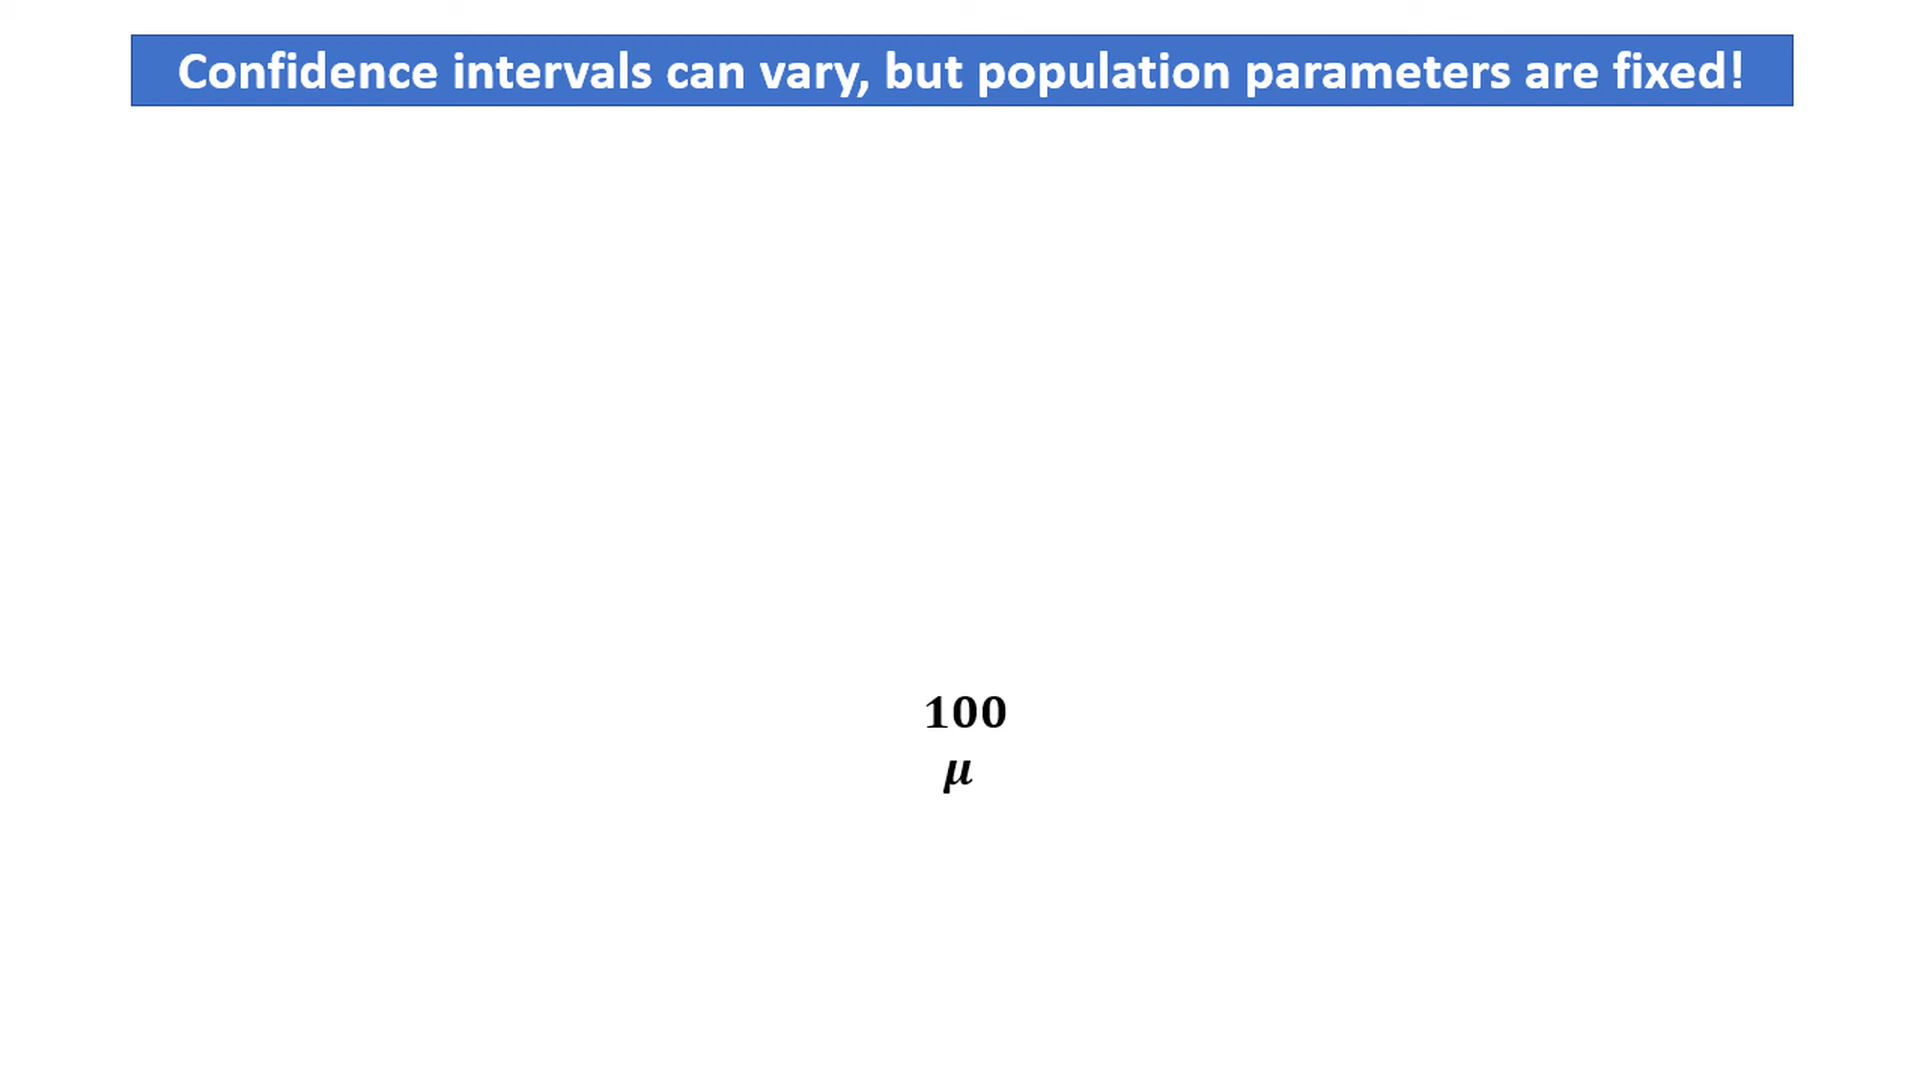 Confidence intervals can vary, but population parameters are fixed!
100
μ